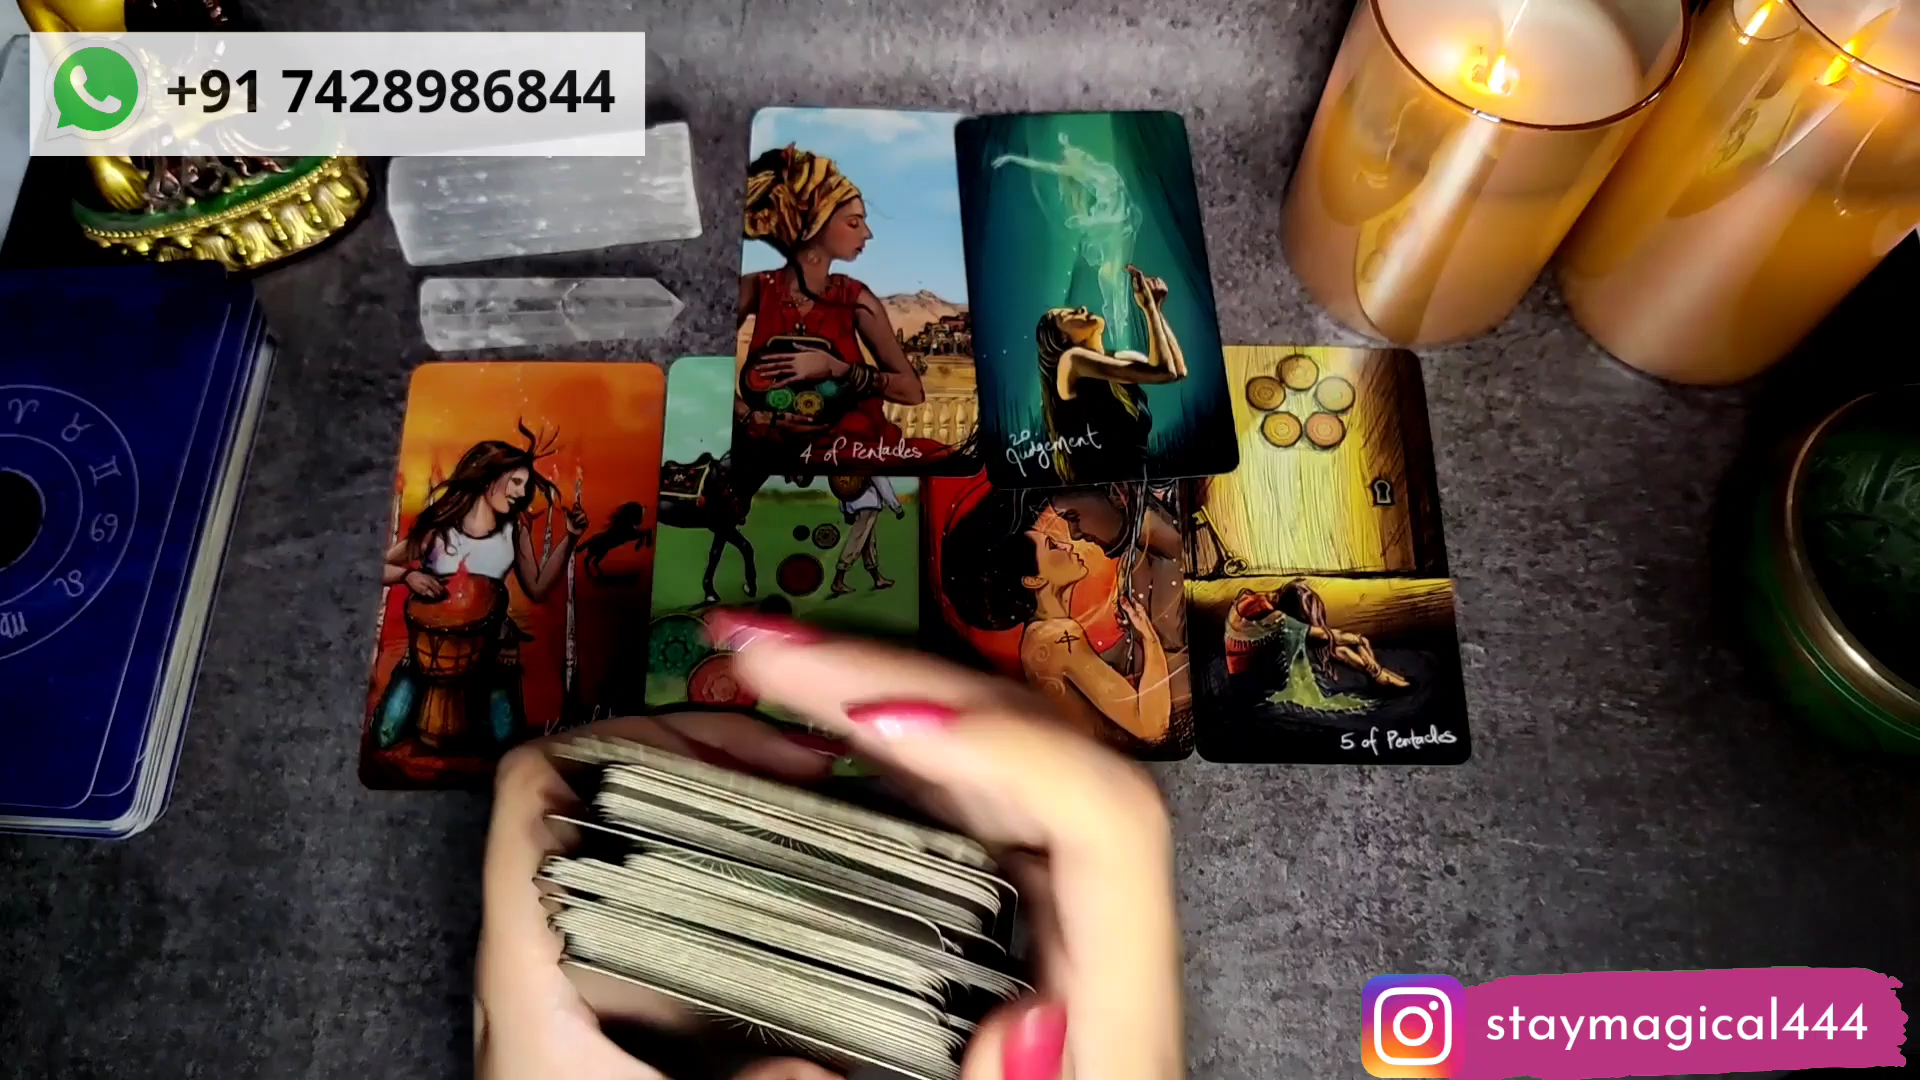 +91 7428986844
4 of Pentacles
20
Judgement
5 of Pentacles
staymagical444